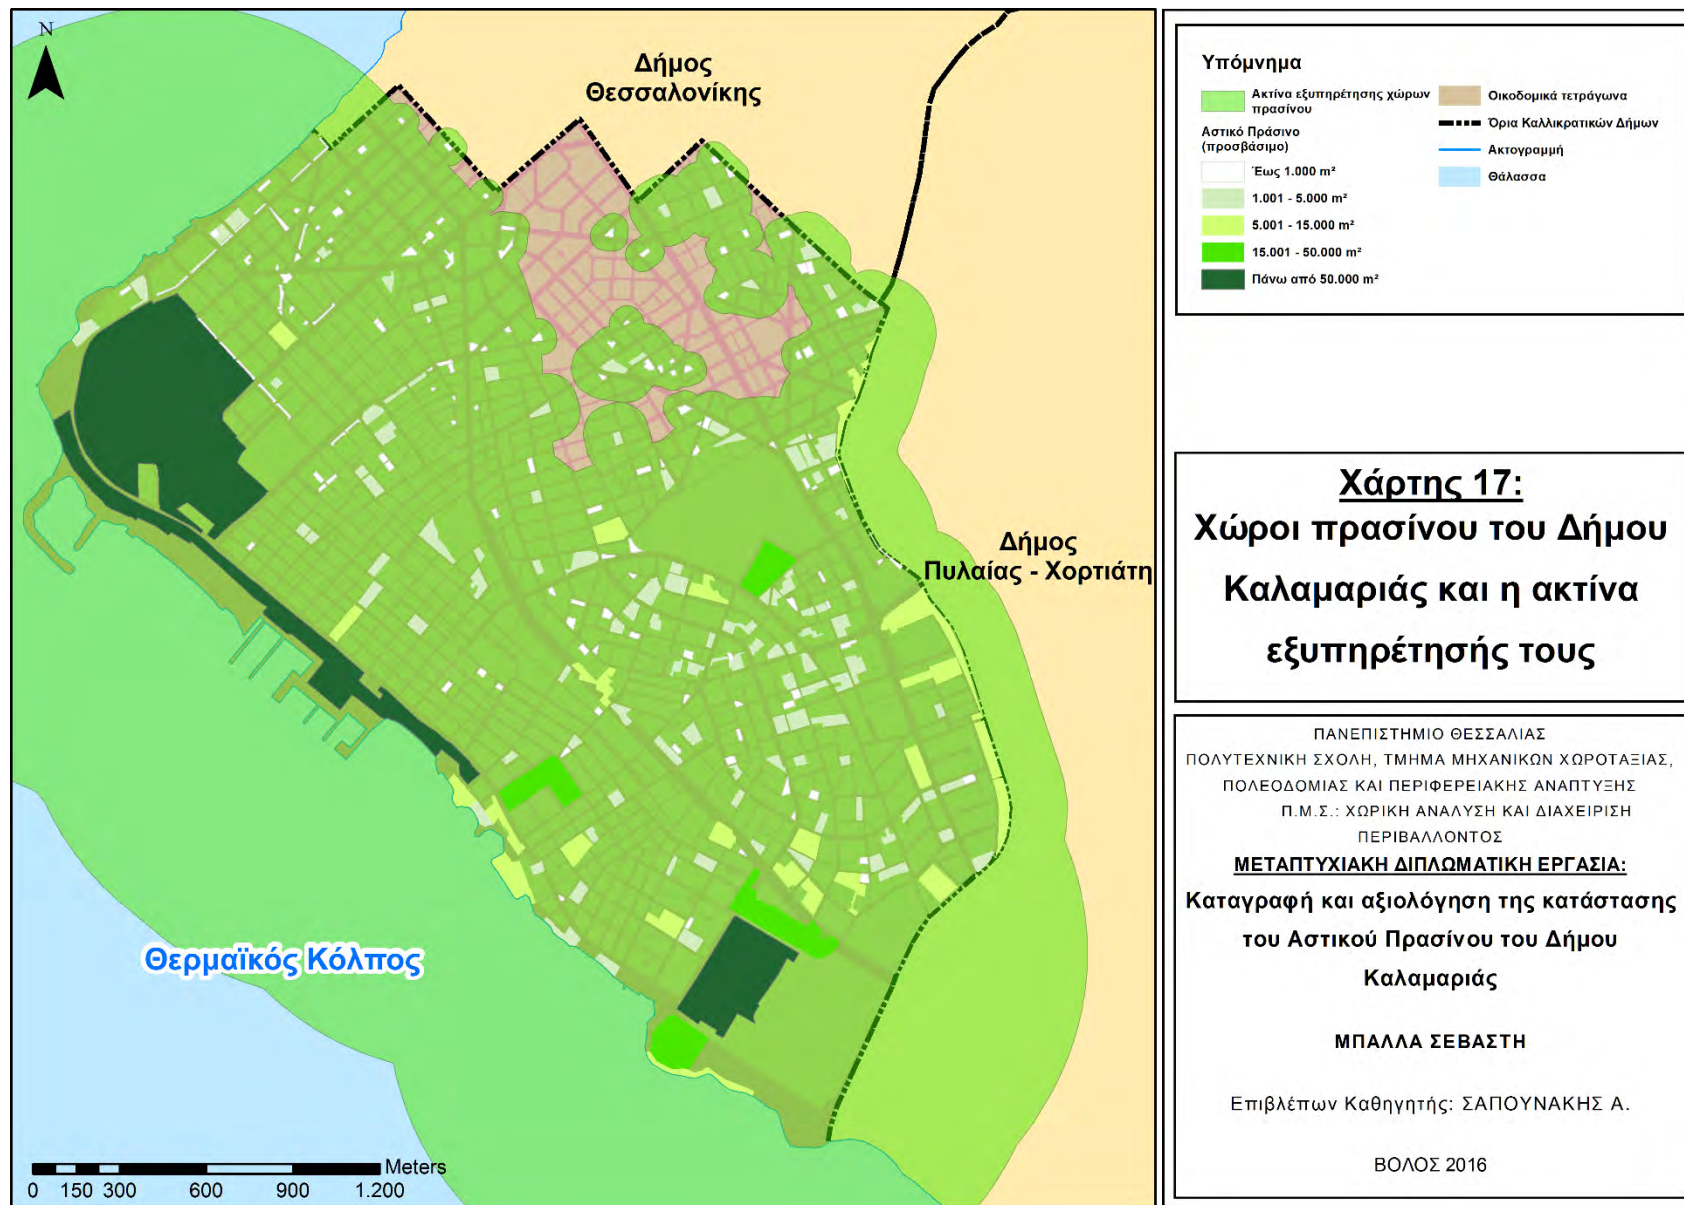 N
Δήμος
Θεσσαλονίκης
Δήμος
Πυλαίας - Χορτιάτη
Θερμαϊκός Κόλπος
Meters
0 150 300 600 900 1.200
Υπόμνημα
Ακτίνα εξυπηρέτησης χώρων
πρασίνου
Αστικό Πράσινο
(προσβάσιμο)
Έως 1.000 m²
1.001 - 5.000 m²
5.001 - 15.000 m²
15.001 - 50.000 m²
Πάνω από 50.000 m²
Οικοδομικά τετράγωνα
Όρια Καλλικρατικών Δήμων
Ακτογραμμή
Θάλασσα
Χάρτης 17:
Χώροι πρασίνου του Δήμου
Καλαμαριάς και η ακτίνα
εξυπηρέτησής τους
ΠΑΝΕΠΙΣΤΗΜΙΟ ΘΕΣΣΑΛΙΑΣ
ΠΟΛΥΤΕΧΝΙΚΗ ΣΧΟΛΗ, ΤΜΗΜΑ ΜΗΧΑΝΙΚΩΝ ΧΩΡΟΤΑΞΙΑΣ,
ΠΟΛΕΟΔΟΜΙΑΣ ΚΑΙ ΠΕΡΙΦΕΡΕΙΑΚΗΣ ΑΝΑΠΤΥΞΗΣ
Π.Μ.Σ.: ΧΩΡΙΚΗ ΑΝΑΛΥΣΗ ΚΑΙ ΔΙΑΧΕΙΡΙΣΗ
ΠΕΡΙΒΑΛΛΟΝΤΟΣ
ΜΕΤΑΠΤΥΧΙΑΚΗ ΔΙΠΛΩΜΑΤΙΚΗ ΕΡΓΑΣΙΑ:
Καταγραφή και αξιολόγηση της κατάστασης
του Αστικού Πρασίνου του Δήμου
Καλαμαριάς
ΜΠΑΛΛΑ ΣΕΒΑΣΤΗ
Επιβλέπων Καθηγητής: ΣΑΠΟΥΝΑΚΗΣ Α.
ΒΟΛΟΣ 2016